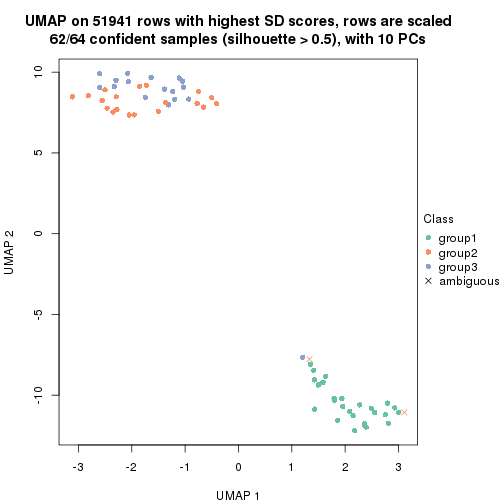 UMAP on 51941 rows with highest SD scores, rows are scaled
62/64 confident samples (silhouette > 0.5), with 10 PCs
10
5
0
-5
-10
UMAP 2
-3 -2 -1 0 1 2 3
UMAP 1
Class
group1
group2
group3
ambiguous